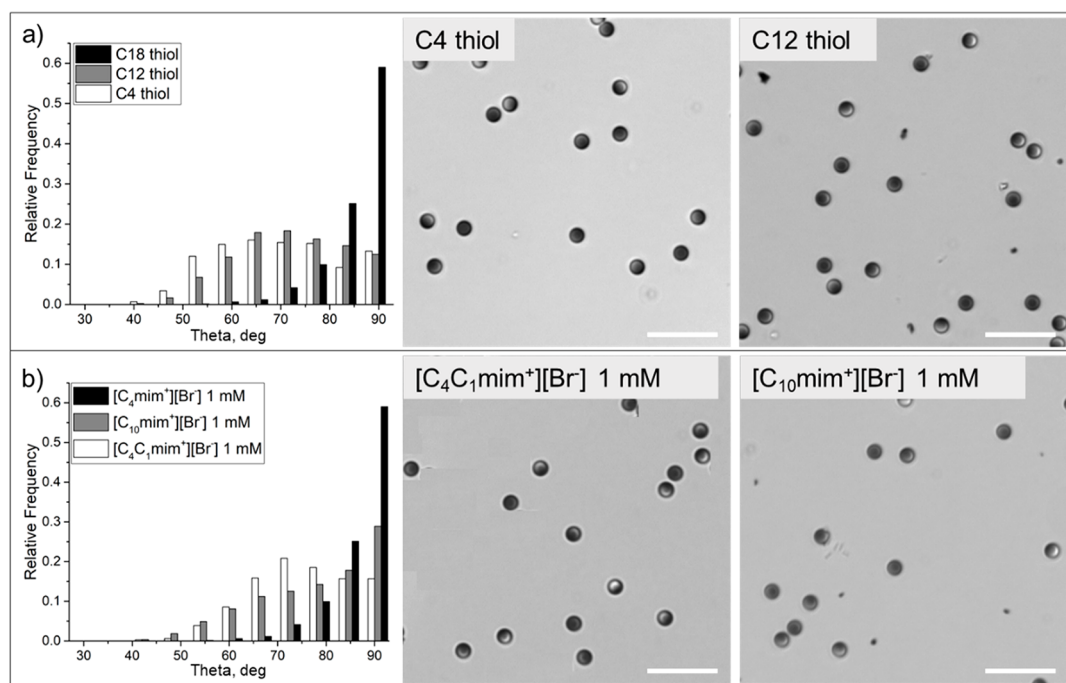 a)
C18 thiol
C12 thiol
C4 thiol
Relative Frequency
0.6
0.5
0.4
0.3
0.2
0.1
0.0
30 40 50 60 70 80 90
Theta, deg
C4 thiol
C12 thiol
b)
[C₄mim⁺][Br⁻] 1 mM
[C₁₀mim⁺][Br⁻] 1 mM
[C₄C₁mim⁺][Br⁻] 1 mM
Relative Frequency
0.6
0.5
0.4
0.3
0.2
0.1
0.0
30 40 50 60 70 80 90
Theta, deg
[C₄C₁mim⁺][Br⁻] 1 mM
[C₁₀mim⁺][Br⁻] 1 mM